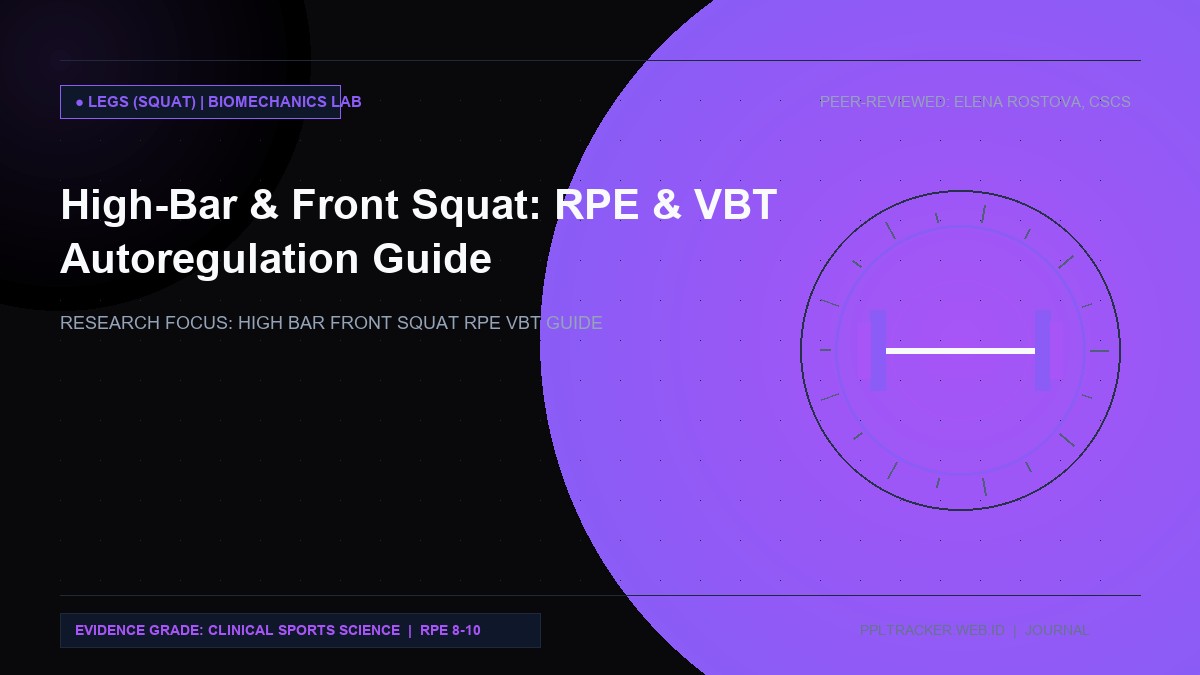 ● LEGS (SQUAT) | BIOMECHANICS LAB
PEER-REVIEWED: ELENA ROSTOVA, CSCS
High-Bar & Front Squat: RPE & VBT
Autoregulation Guide
RESEARCH FOCUS: HIGH BAR FRONT SQUAT RPE VBT GUIDE
EVIDENCE GRADE: CLINICAL SPORTS SCIENCE | RPE 8-10
PPLTRACKER WEB ID | JOURNAL